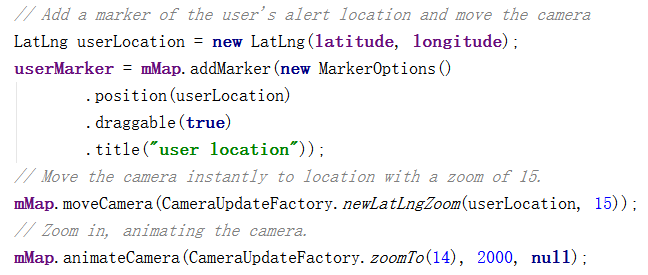 // Add a marker of the user's alert location and move the camera
LatLng userLocation = new LatLng(latitude, longitude);
userMarker = mMap.addMarker(new MarkerOptions()
        .position(userLocation)
        .draggable(true)
        .title("user location"));
// Move the camera instantly to location with a zoom of 15.
mMap.moveCamera(CameraUpdateFactory.newLatLngZoom(userLocation, 15));
// Zoom in, animating the camera.
mMap.animateCamera(CameraUpdateFactory.zoomTo(14), 2000, null);